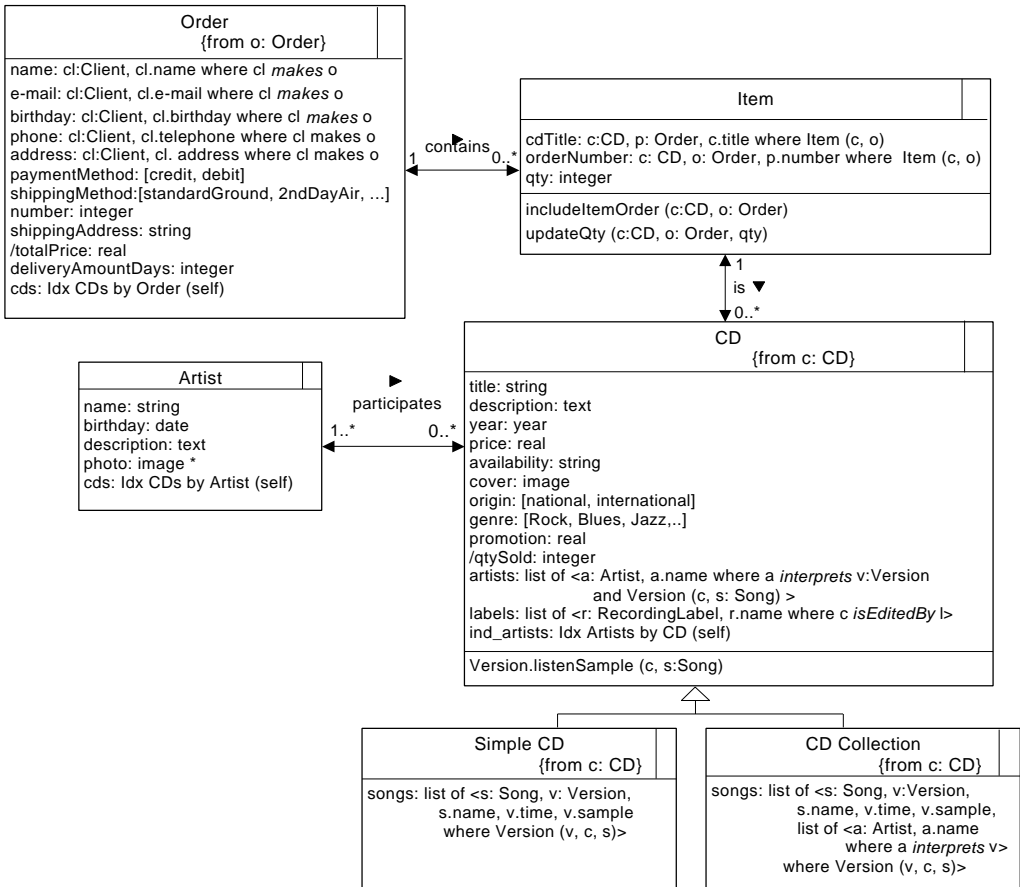 Order
{from o: Order}
name: cl:Client, cl.name where cl makes o
e-mail: cl:Client, cl.e-mail where cl makes o
birthday: cl:Client, cl.birthday where cl makes o
phone: cl:Client, cl.telephone where cl makes o
address: cl:Client, cl. address where cl makes o
paymentMethod: [credit, debit]
shippingMethod:[standardGround, 2ndDayAir, ...]
number: integer
shippingAddress: string
/totalPrice: real
deliveryAmountDays: integer
cds: Idx CDs by Order (self)
contains
1
0..*
Item
cdTitle: c:CD, p: Order, c.title where Item (c, o)
orderNumber: c: CD, o: Order, p.number where Item (c, o)
qty: integer
includeItemOrder (c:CD, o: Order)
updateQty (c:CD, o: Order, qty)
1
is
0..*
Artist
name: string
birthday: date
description: text
photo: image *
cds: Idx CDs by Artist (self)
participates
1..*
0..*
CD
{from c: CD}
title: string
description: text
year: year
price: real
availability: string
cover: image
origin: [national, international]
genre: [Rock, Blues, Jazz,..]
promotion: real
/qtySold: integer
artists: list of <a: Artist, a.name where a interprets v:Version
and Version (c, s: Song) >
labels: list of <r: RecordingLabel, r.name where c isEditedBy l>
ind_artists: Idx Artists by CD (self)
Version.listenSample (c, s:Song)
Simple CD
{from c: CD}
songs: list of <s: Song, v: Version,
s.name, v.time, v.sample
where Version (v, c, s)>
CD Collection
{from c: CD}
songs: list of <s: Song, v:Version,
s.name, v.time, v.sample,
list of <a: Artist, a.name
where a interprets v>
where Version (v, c, s)>